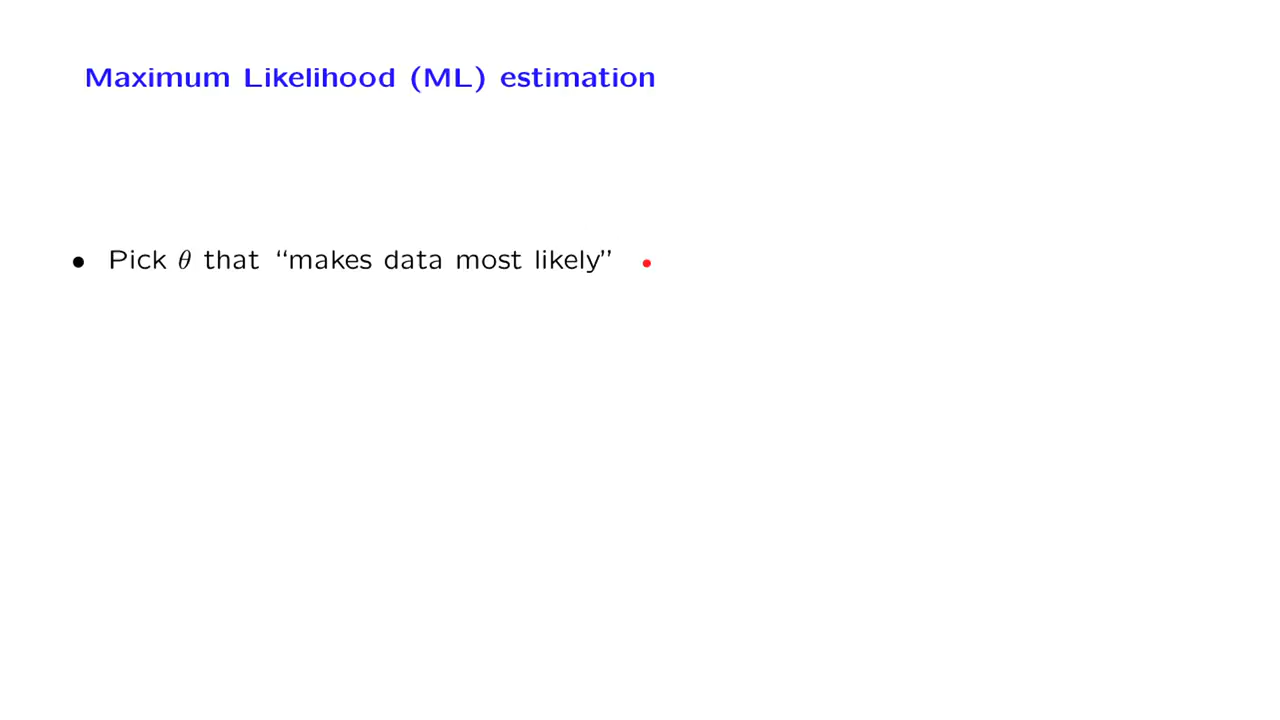 Maximum Likelihood (ML) estimation
• Pick θ that “makes data most likely”